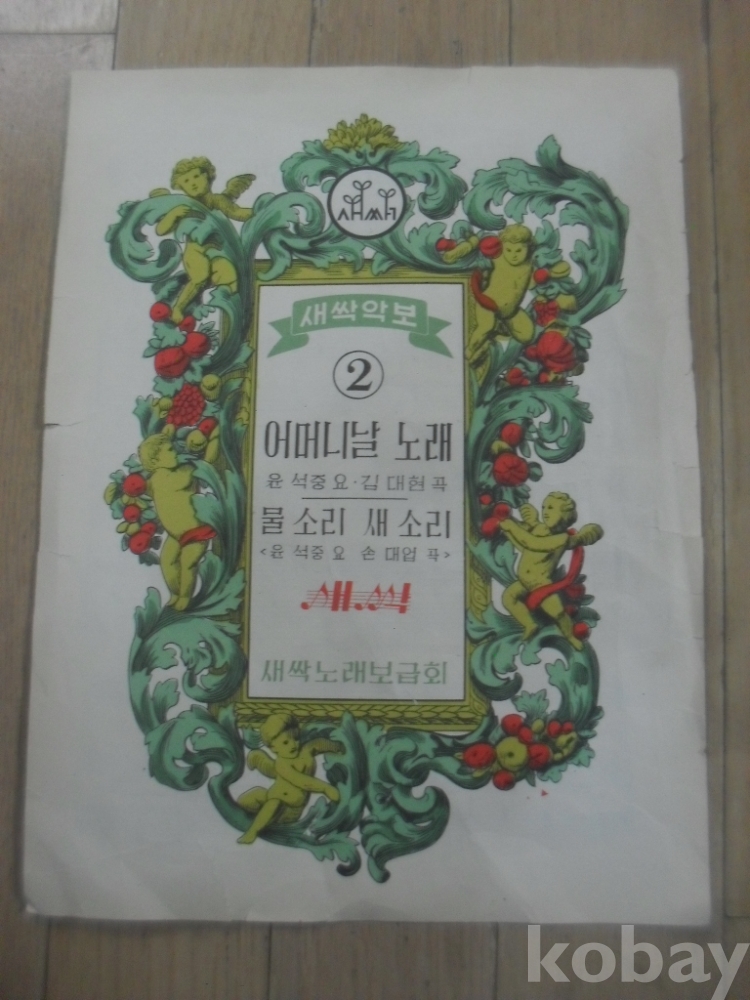 새싹
새싹악보
2
어머니날 노래
윤석중 요·김대현 곡
물소리 새소리
<윤석중 요 손대업 곡>
새싹
새싹노래보급회
kobay